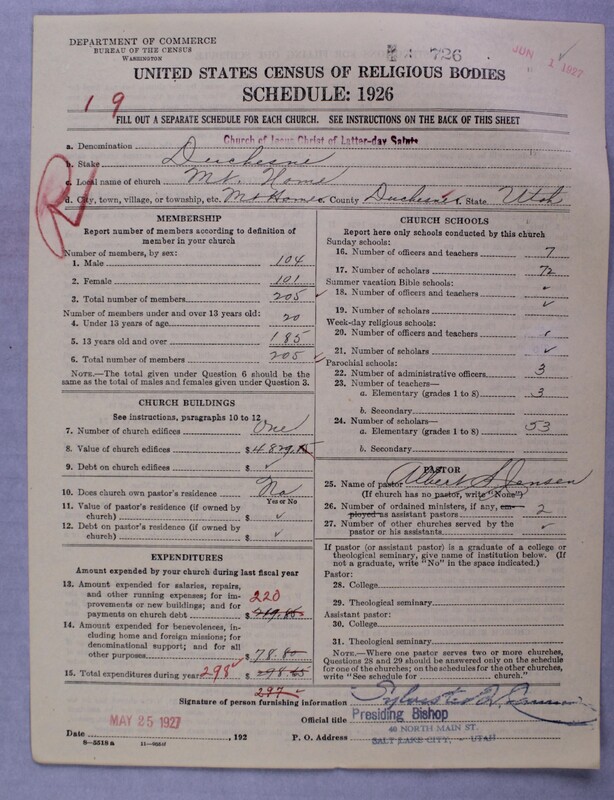 DEPARTMENT OF COMMERCE
BUREAU OF THE CENSUS
WASHINGTON
726
JUN 1 1927
UNITED STATES CENSUS OF RELIGIOUS BODIES
SCHEDULE: 1926
1 9
FILL OUT A SEPARATE SCHEDULE FOR EACH CHURCH. SEE INSTRUCTIONS ON THE BACK OF THIS SHEET
a. Denomination Church of Jesus Christ of Latter-day Saints
b. Stake Duchesne
c. Local name of church Mt. Home
d. City, town, village, or township, etc. Mt Home County Duchesne State Utah
R
MEMBERSHIP
Report number of members according to definition of member in your church
Number of members, by sex:
1. Male 104
2. Female 101
3. Total number of members 205 ✓
Number of members under and over 13 years old:
4. Under 13 years of age 20
5. 13 years old and over 185
6. Total number of members 205 ✓
NOTE.—The total given under Question 6 should be the
same as the total of males and females given under Question 3.
CHURCH BUILDINGS
See instructions, paragraphs 10 to 12
7. Number of church edifices One
8. Value of church edifices $ 4829.15
9. Debt on church edifices $ ✓
10. Does church own pastor's residence? No
Yes or No
11. Value of pastor's residence (if owned by
church) $ ✓
12. Debt on pastor's residence (if owned by
church) $ ✓
EXPENDITURES
Amount expended by your church during last fiscal year
13. Amount expended for salaries, repairs,
and other running expenses; for im-
provements or new buildings; and for
payments on church debt $ 219.85 220
14. Amount expended for benevolences, in-
cluding home and foreign missions; for
denominational support; and for all
other purposes $ 78.80
15. Total expenditures during year 298 $ 298.65
297
CHURCH SCHOOLS
Report here only schools conducted by this church
Sunday schools:
16. Number of officers and teachers 7
17. Number of scholars 72
Summer vacation Bible schools:
18. Number of officers and teachers ✓
19. Number of scholars ✓
Week-day religious schools:
20. Number of officers and teachers ✓
21. Number of scholars ✓
Parochial schools:
22. Number of administrative officers 3
23. Number of teachers—
a. Elementary (grades 1 to 8) 3
b. Secondary
24. Number of scholars—
a. Elementary (grades 1 to 8) 53
b. Secondary
PASTOR
25. Name of pastor Albert A. Jensen
(If church has no pastor, write "None")
26. Number of ordained ministers, if any, em-
ployed as assistant pastors 2
27. Number of other churches served by the
pastor or his assistants ✓
If pastor (or assistant pastor) is a graduate of a college or
theological seminary, give name of institution below. (If
not a graduate, write "No" in the space indicated.)
Pastor:
28. College
29. Theological seminary
Assistant pastor:
30. College
31. Theological seminary
NOTE.—Where one pastor serves two or more churches,
Questions 28 and 29 should be answered only on the schedule
for one of the churches; on the schedules for the other churches,
write "See schedule for church."
Signature of person furnishing information Sylvester Q. Cannon
Official title Presiding Bishop
MAY 25 1927
Date , 192
P. O. Address 40 NORTH MAIN ST.
SALT LAKE CITY, - UTAH
8—5518 a